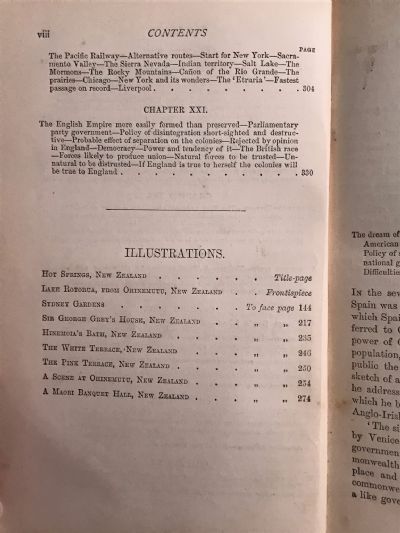 viii CONTENTS
PAGE
The Pacific Railway—Alternative routes—Start for New York—Sacra-
mento Valley—The Sierra Nevada—Indian territory—Salt Lake—The
Mormons—The Rocky Mountains—Cañon of the Rio Grande—The
prairies—Chicago—New York and its wonders—The 'Etruria'—Fastest
passage on record—Liverpool . . . . . . . . 304
CHAPTER XXI.
The English Empire more easily formed than preserved—Parliamentary
party government—Policy of disintegration short-sighted and destruc-
tive—Probable effect of separation on the colonies—Rejected by opinion
in England—Democracy—Power and tendency of it—The British race
—Forces likely to produce union—Natural forces to be trusted—Un-
natural to be distrusted—If England is true to herself the colonies will
be true to England . . . . . . . . . 330
ILLUSTRATIONS.
Hot Springs, New Zealand . . . . . . Title-page
Lake Rotorua, from Ohinemutu, New Zealand . . Frontispiece
Sydney Gardens . . . . . . . To face page 144
Sir George Grey's House, New Zealand . . . „ „ 217
Hinemoia's Bath, New Zealand . . . . „ „ 235
The White Terrace, New Zealand . . . . „ „ 246
The Pink Terrace, New Zealand . . . . „ „ 250
A Scene at Ohinemutu, New Zealand . . . „ „ 254
A Maori Banquet Hall, New Zealand . . . „ „ 274
The dream of
American
Policy of
national g
Difficultie
In the sev
Spain was
which Spai
ferred to
power of
population,
public the
sketch of a
he address
which he b
Anglo-Iris
'The si
by Venice
governmen
monwealth
place and
commonwe
a like gove